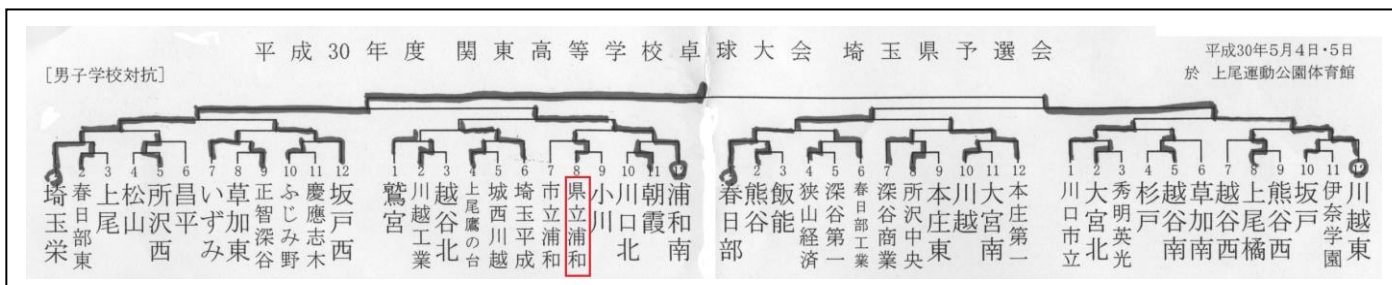 平成30年度 関東高等学校卓球大会 埼玉県予選会
平成30年5月4日・5日
[男子学校対抗]
於 上尾運動公園体育館
2 3 4 5 6 7 8 9 10 11 12
1 2 3 4 5 6 7 8 9 10 11
2 3 4 5 6 7 8 9 10 11 12
1 2 3 4 5 6 7 8 9 10 11 12
埼玉栄
春日部東
上尾
松山
所沢西
昌平
いずみ
草加東
正智深谷
ふじみ野
慶應志木
坂戸西
鷲宮
川越工業
越谷北
上尾鷹の台
城西川越
埼玉平成
市立浦和
県立浦和
小川
川口北
朝霞
浦和南
春日部
熊谷
飯能
狭山経済
深谷第一
春日部工業
深谷商業
所沢中央
本庄東
川越
大宮南
本庄第一
川口市立
大宮北
秀明英光
杉戸
越谷南
草加南
越谷西
上尾橘
熊谷西
坂戸
伊奈学園
川越東